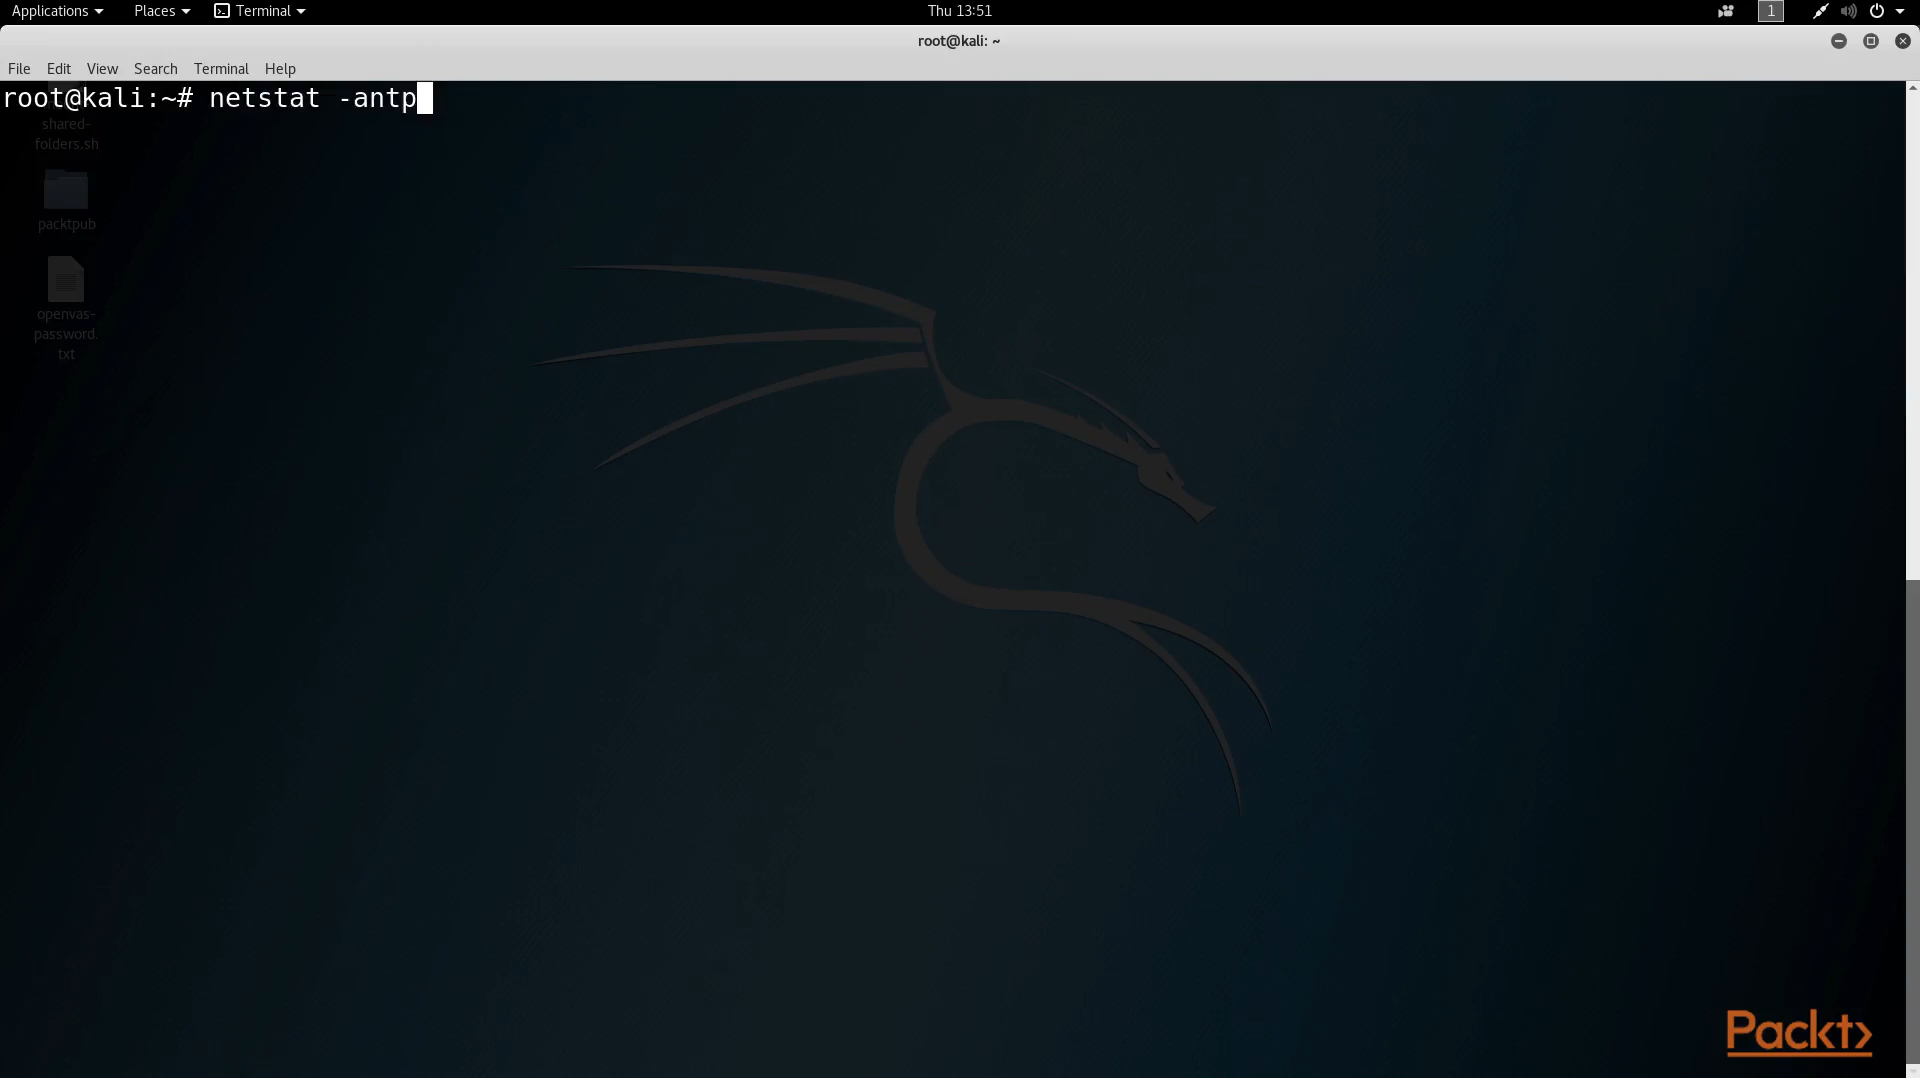 Applications Places Terminal Thu 13:51 1
root@kali: ~
File Edit View Search Terminal Help
root@kali:~# netstat -antp
shared-
folders.sh
packtpub
openvas-
password.
txt
Packt>